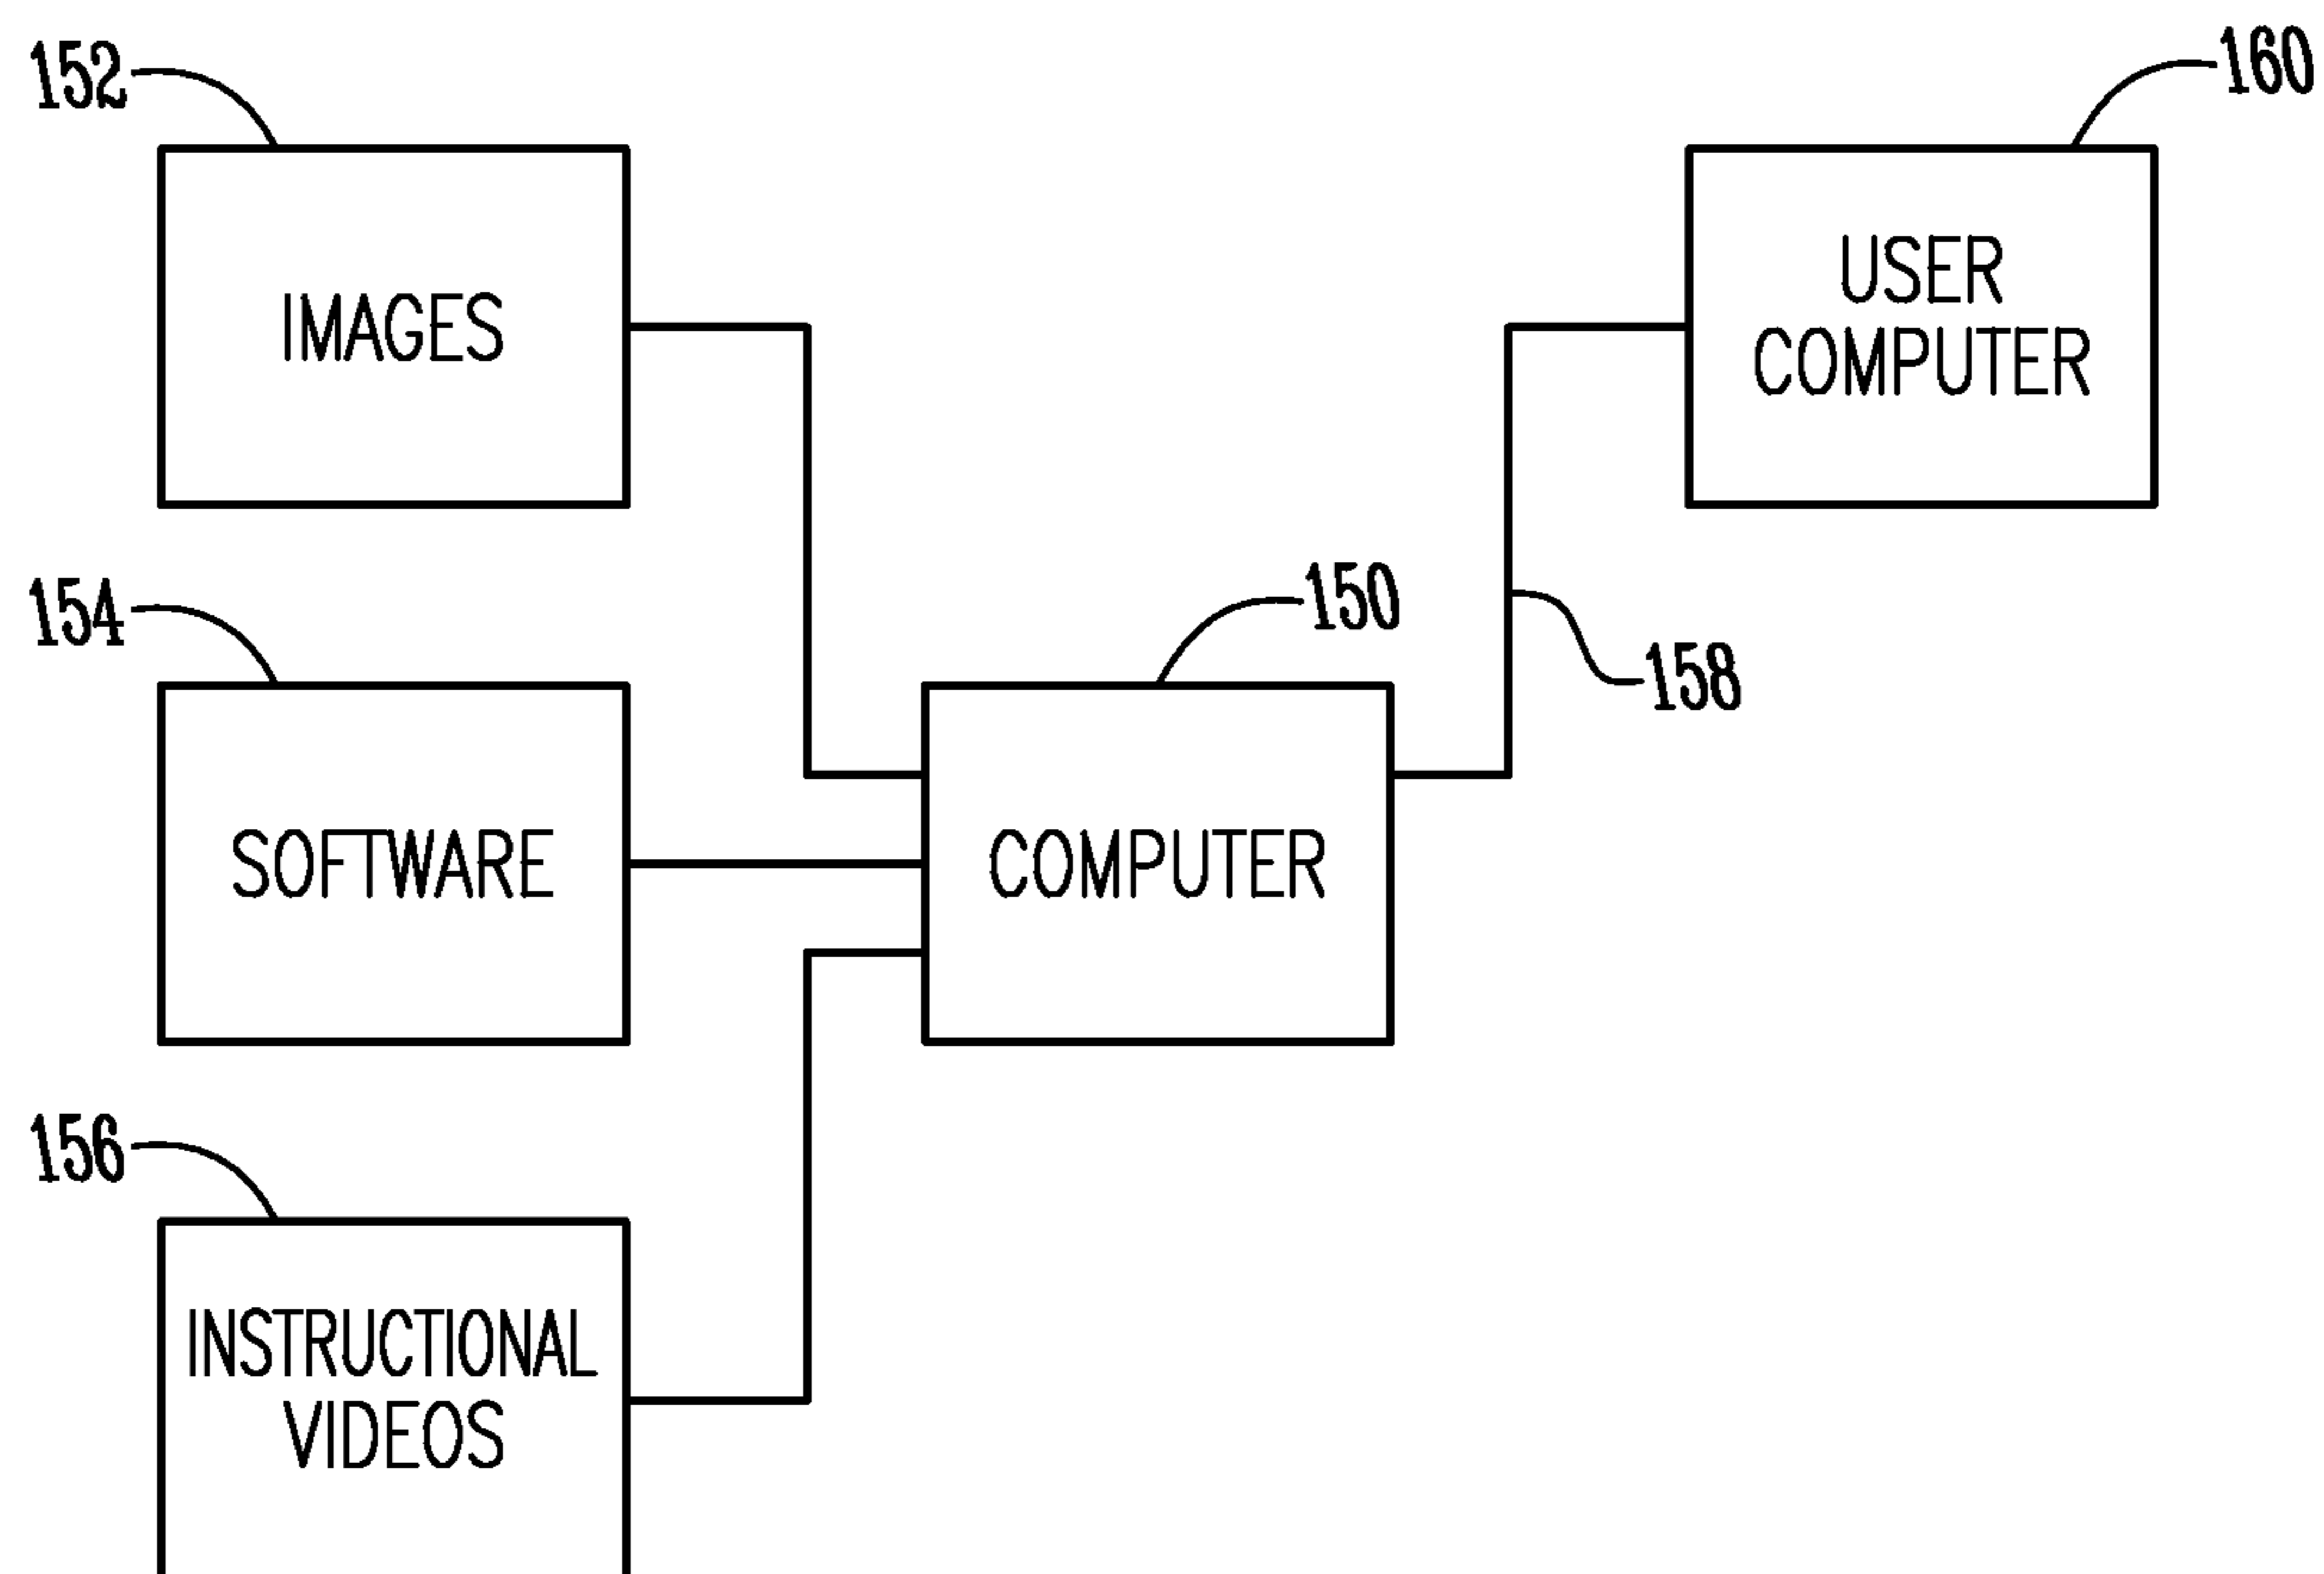 152
160
IMAGES
USER
COMPUTER
154
150
158
SOFTWARE
COMPUTER
156
INSTRUCTIONAL
VIDEOS